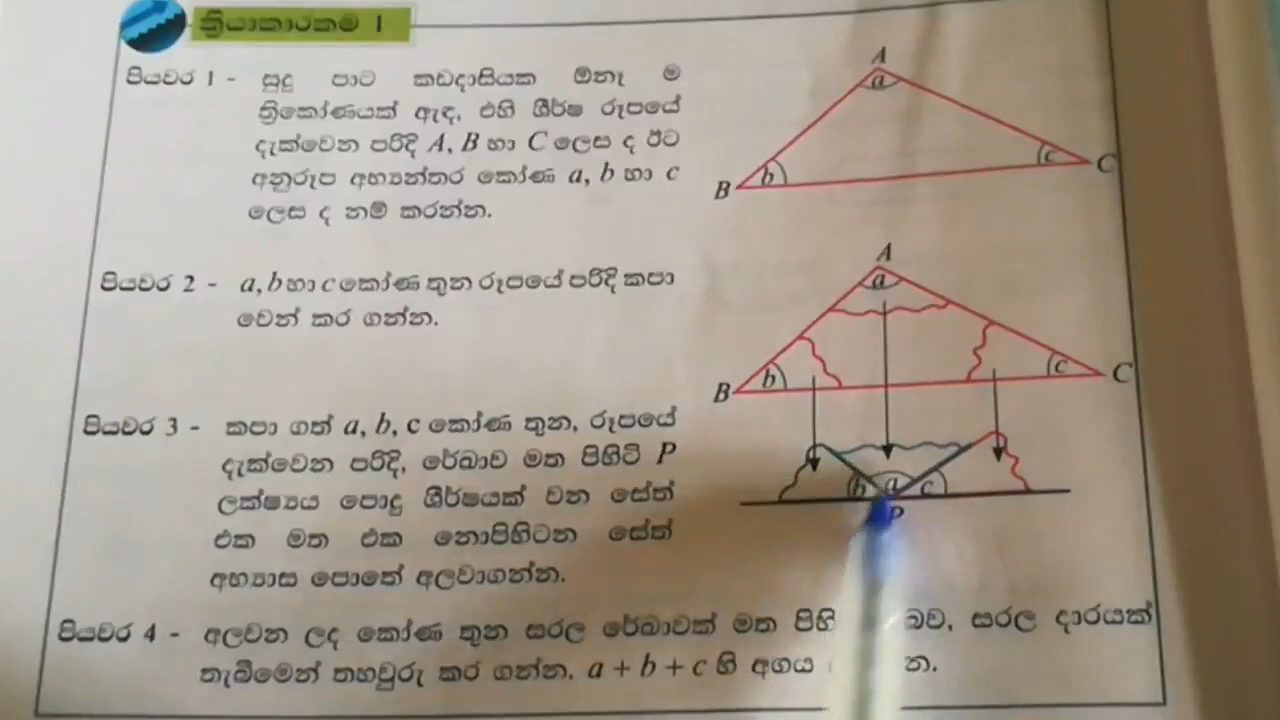 ක්‍රියාකාරකම 1
පියවර 1 - සුදු පාට කඩදාසියක ඕනෑ ම
ත්‍රිකෝණයක් ඇඳ, එහි ශීර්ෂ රූපයේ
දැක්වෙන පරිදි A, B හා C ලෙස ද ඊට
අනුරූප අභ්‍යන්තර කෝණ a, b හා c
ලෙස ද නම් කරන්න.
A
a
b
c
B
C
පියවර 2 - a, b හා c කෝණ තුන රූපයේ පරිදි කපා
වෙන් කර ගන්න.
A
a
b
c
B
C
පියවර 3 - කපා ගත් a, b, c කෝණ තුන, රූපයේ
දැක්වෙන පරිදි, රේඛාව මත පිහිටි P
ලක්ෂ්‍යය පොදු ශීර්ෂයක් වන සේත්
එක මත එක නොපිහිටන සේත්
අභ්‍යාස පොතේ අලවාගන්න.
b a c
P
පියවර 4 - අලවන ලද කෝණ තුන සරල රේඛාවක් මත බව, සරල දාරයක්
තැබීමෙන් තහවුරු කර ගන්න. a + b + c හි අගය